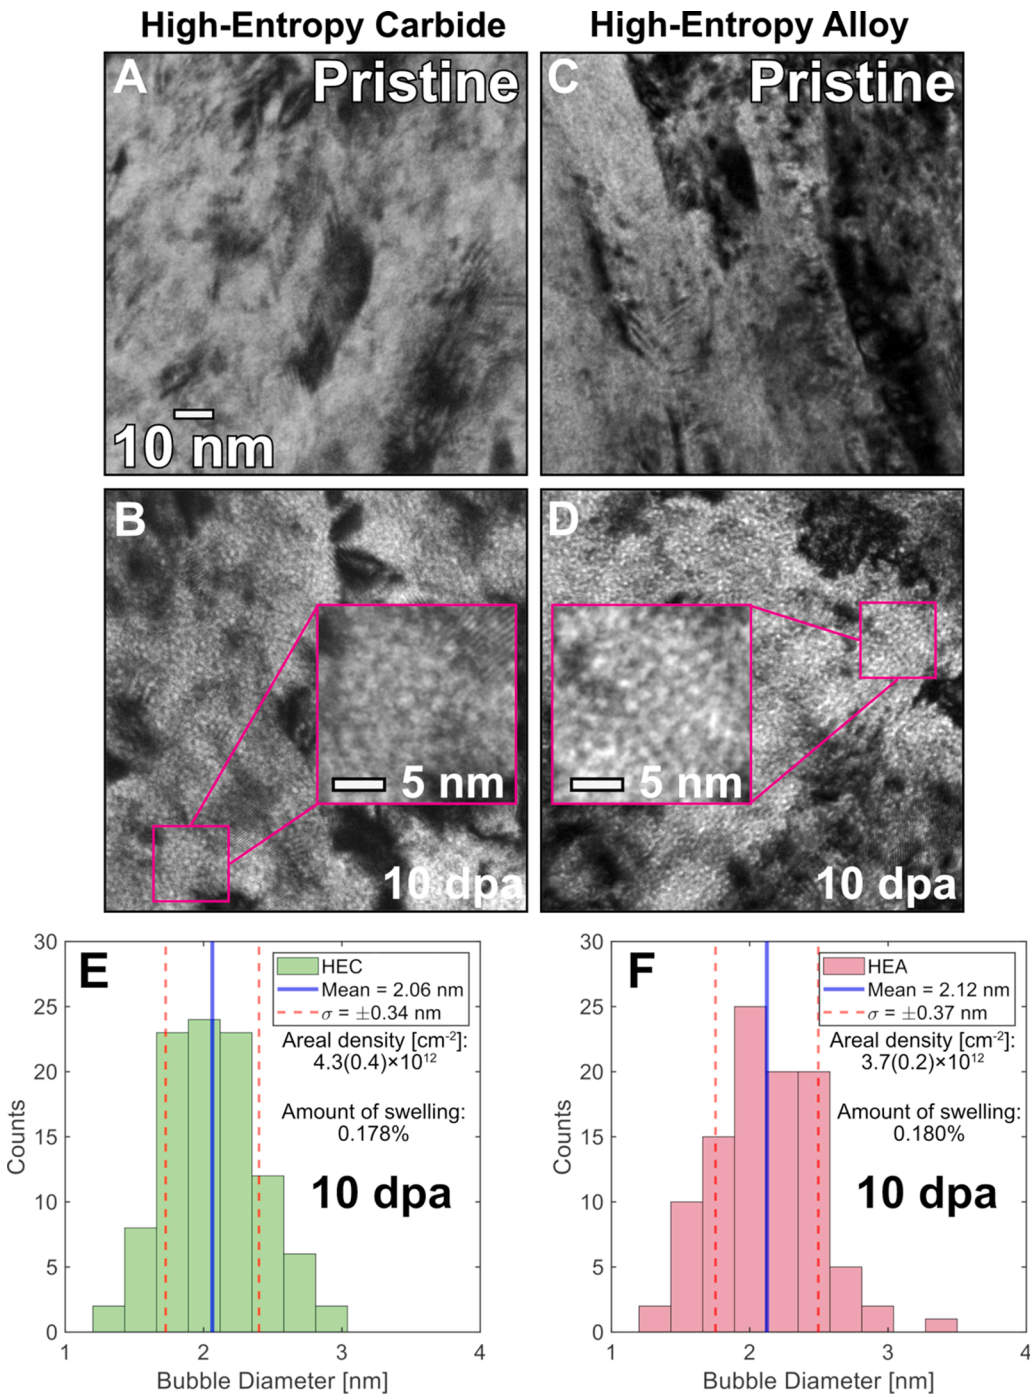 High-Entropy Carbide
High-Entropy Alloy
A
Pristine
10 nm
C
Pristine
B
5 nm
10 dpa
D
5 nm
10 dpa
E
HEC
Mean = 2.06 nm
σ = ±0.34 nm
Areal density [cm⁻²]:
4.3(0.4)×10¹²
Amount of swelling:
0.178%
10 dpa
30
25
20
15
10
5
0
Counts
1 2 3 4
Bubble Diameter [nm]
F
HEA
Mean = 2.12 nm
σ = ±0.37 nm
Areal density [cm⁻²]:
3.7(0.2)×10¹²
Amount of swelling:
0.180%
10 dpa
30
25
20
15
10
5
0
Counts
1 2 3 4
Bubble Diameter [nm]